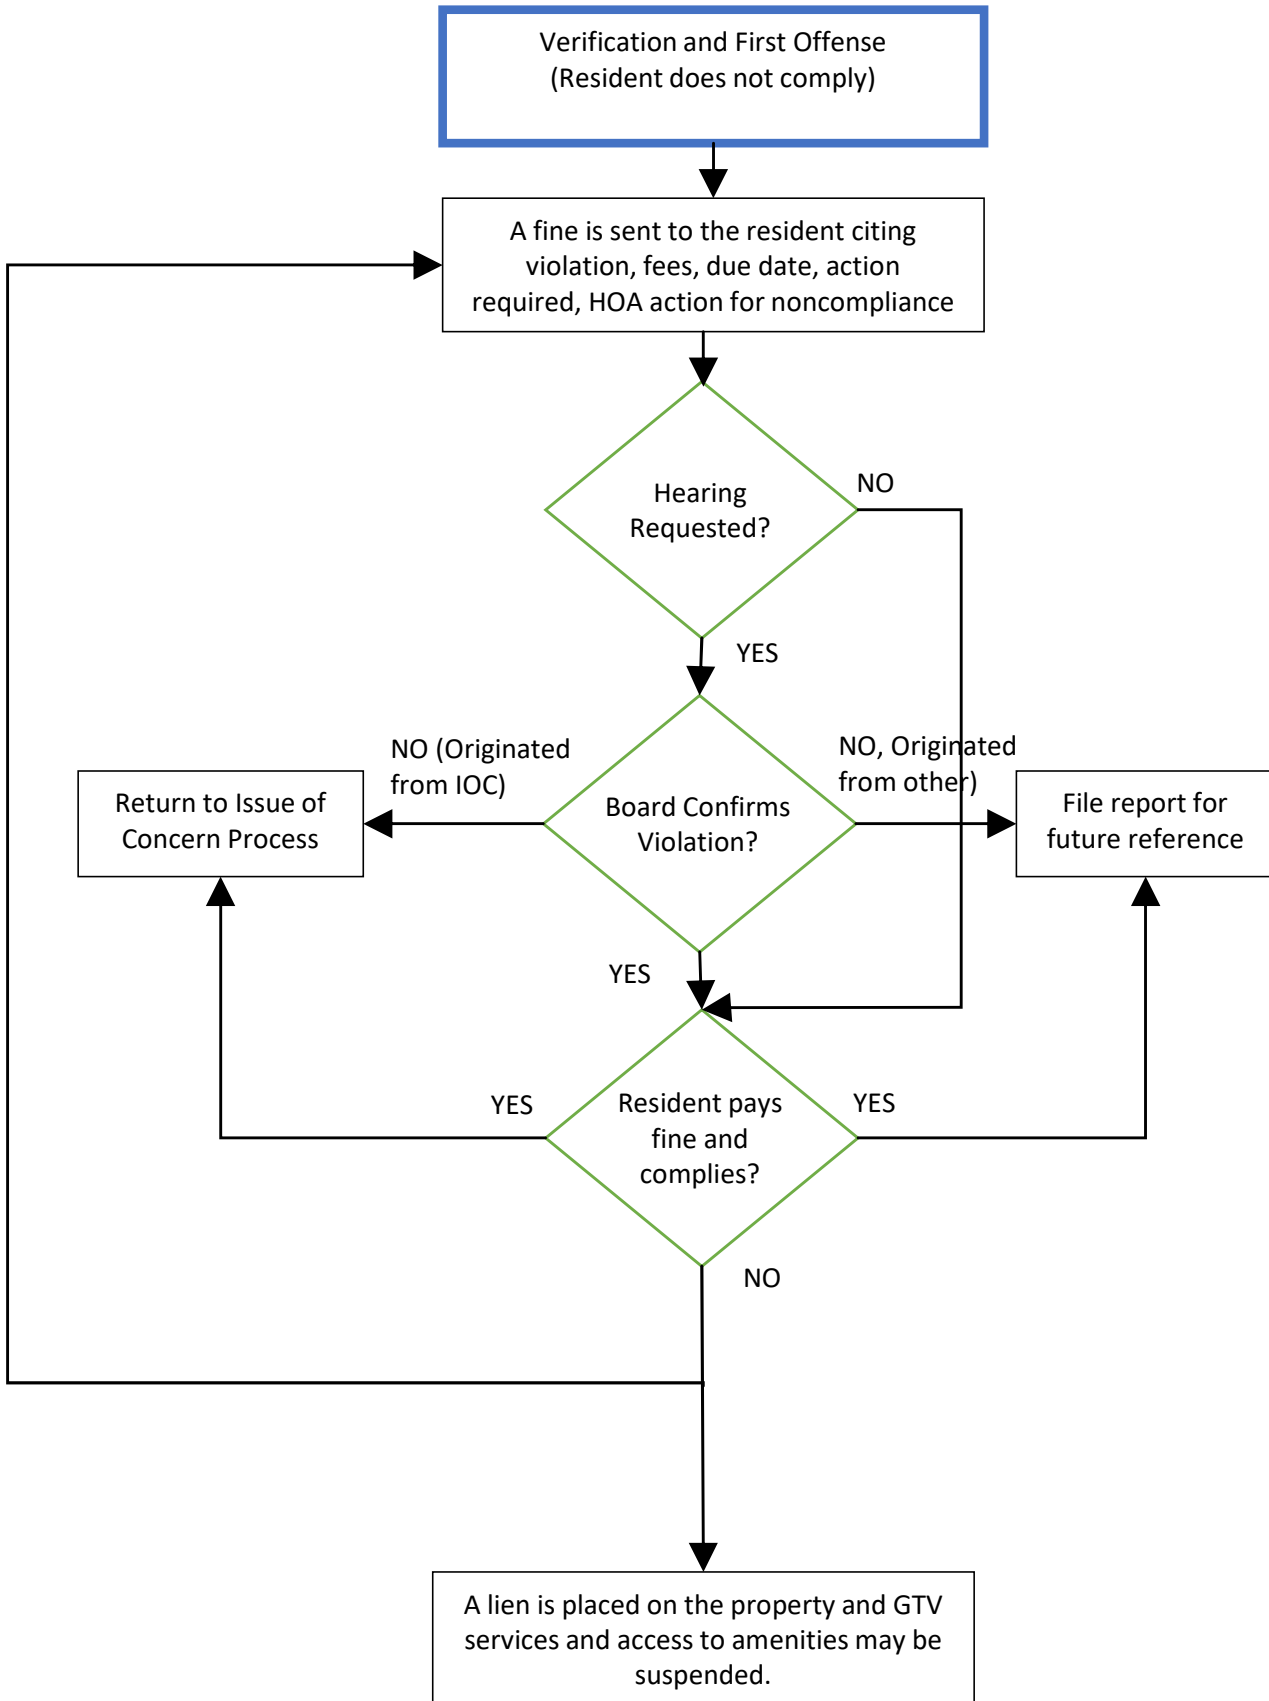 Verification and First Offense
(Resident does not comply)
A fine is sent to the resident citing
violation, fees, due date, action
required, HOA action for noncompliance
Hearing
Requested?
NO
YES
NO (Originated
from IOC)
NO, Originated
from other)
Return to Issue of
Concern Process
Board Confirms
Violation?
File report for
future reference
YES
YES
Resident pays
fine and
complies?
YES
NO
A lien is placed on the property and GTV
services and access to amenities may be
suspended.